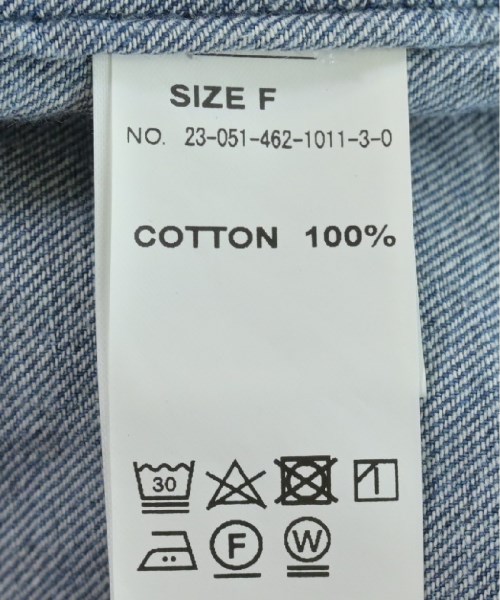 SIZE F
NO. 23-051-462-1011-3-0
COTTON 100%
30
F W